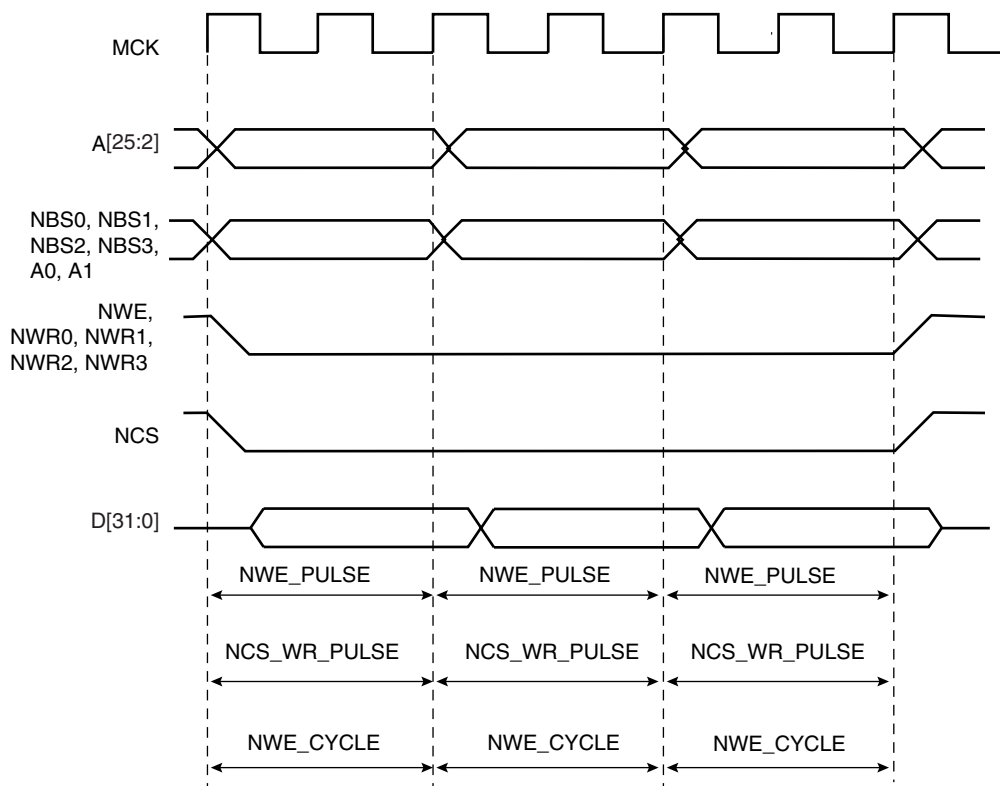 MCK
A[25:2]
NBS0, NBS1,
NBS2, NBS3,
A0, A1
NWE,
NWR0, NWR1,
NWR2, NWR3
NCS
D[31:0]
NWE_PULSE NWE_PULSE NWE_PULSE
NCS_WR_PULSE NCS_WR_PULSE NCS_WR_PULSE
NWE_CYCLE NWE_CYCLE NWE_CYCLE